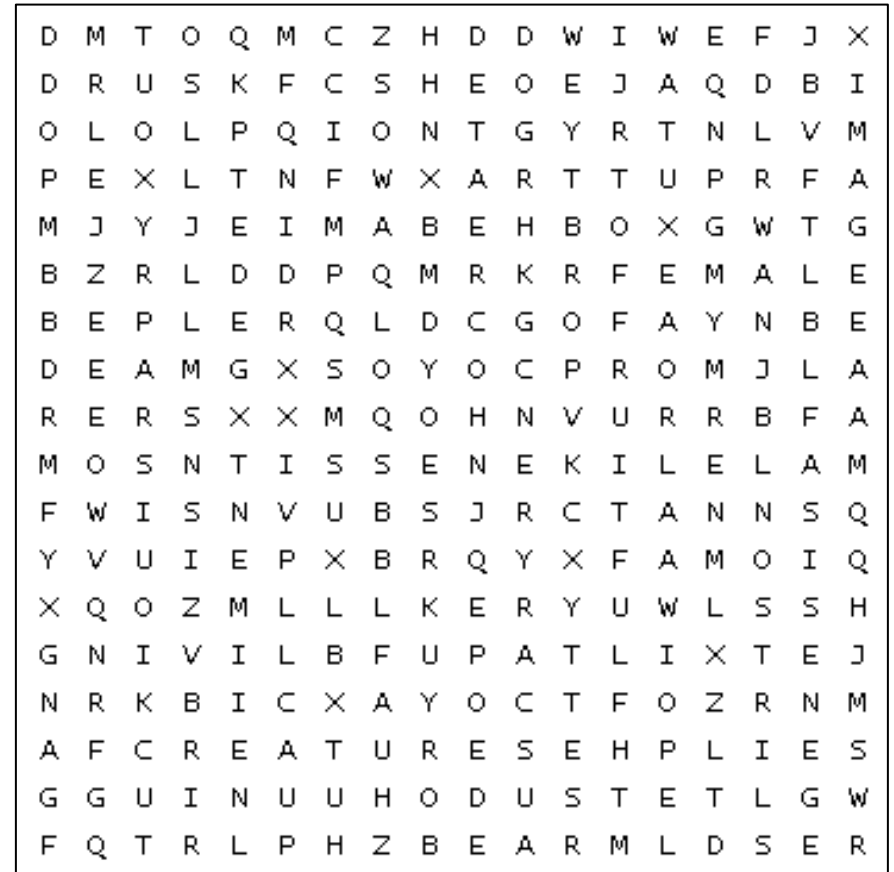 D M T O Q M C Z H D D W I W E F J X
D R U S K F C S H E O E J A Q D B I
O L O L P Q I O N T G Y R T N L V M
P E X L T N F W X A R T T U P R F A
M J Y J E I M A B E H B O X G W T G
B Z R L D D P Q M R K R F E M A L E
B E P L E R Q L D C G O F A Y N B E
D E A M G X S O Y O C P R O M J L A
R E R S X X M Q O H N V U R R B F A
M O S N T I S S E N E K I L E L A M
F W I S N V U B S J R C T A N N S Q
Y V U I E P X B R Q Y X F A M O I Q
X Q O Z M L L L K E R Y U W L S S H
G N I V I L B F U P A T L I X T E J
N R K B I C X A Y O C T F O Z R N M
A F C R E A T U R E S E H P L I E S
G G U I N U U H O D U S T E T L G W
F Q T R L P H Z B E A R M L D S E R